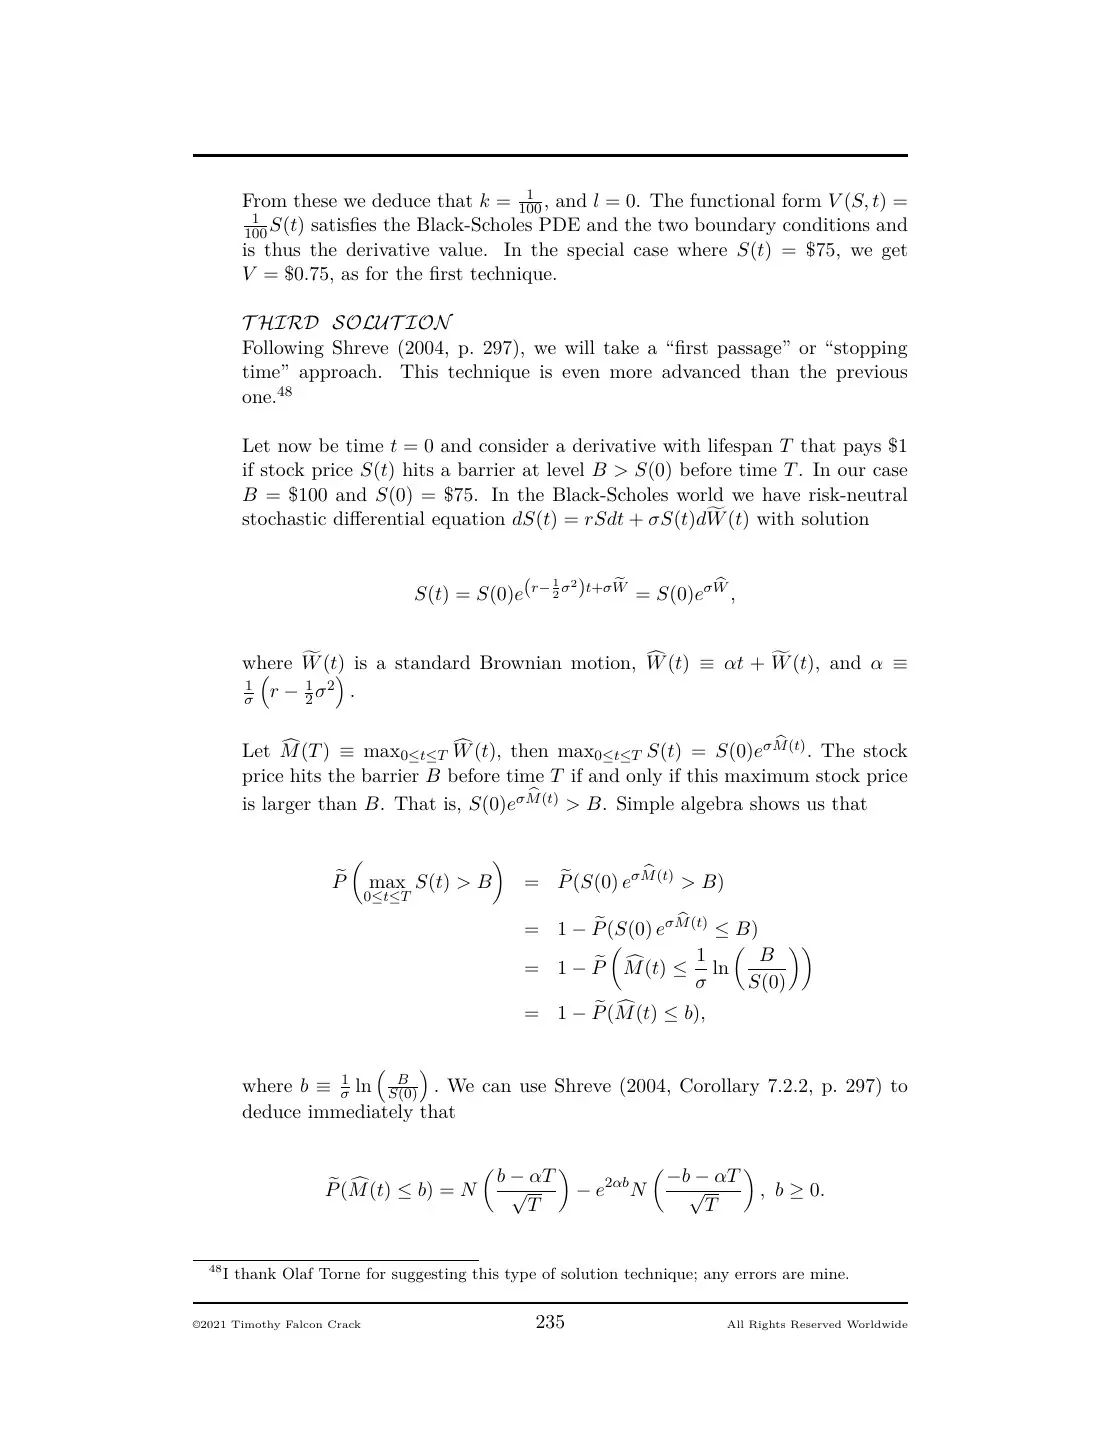 From these we deduce that k = 1/100, and l = 0. The functional form V(S, t) =
1/100 S(t) satisfies the Black-Scholes PDE and the two boundary conditions and
is thus the derivative value. In the special case where S(t) = $75, we get
V = $0.75, as for the first technique.
THIRD SOLUTION
Following Shreve (2004, p. 297), we will take a “first passage” or “stopping
time” approach. This technique is even more advanced than the previous
one.⁴⁸
Let now be time t = 0 and consider a derivative with lifespan T that pays $1
if stock price S(t) hits a barrier at level B > S(0) before time T. In our case
B = $100 and S(0) = $75. In the Black-Scholes world we have risk-neutral
stochastic differential equation dS(t) = rSdt + σS(t)dW̃(t) with solution
S(t) = S(0)e^{(r−½σ²)t+σW̃} = S(0)e^{σŴ},
where W̃(t) is a standard Brownian motion, Ŵ(t) ≡ αt + W̃(t), and α ≡
1/σ (r − ½σ²).
Let M̂(T) ≡ max_{0≤t≤T} Ŵ(t), then max_{0≤t≤T} S(t) = S(0)e^{σM̂(t)}. The stock
price hits the barrier B before time T if and only if this maximum stock price
is larger than B. That is, S(0)e^{σM̂(t)} > B. Simple algebra shows us that
P̃(max_{0≤t≤T} S(t) > B) = P̃(S(0) e^{σM̂(t)} > B)
= 1 − P̃(S(0) e^{σM̂(t)} ≤ B)
= 1 − P̃(M̂(t) ≤ 1/σ ln(B/S(0)))
= 1 − P̃(M̂(t) ≤ b),
where b ≡ 1/σ ln(B/S(0)). We can use Shreve (2004, Corollary 7.2.2, p. 297) to
deduce immediately that
P̃(M̂(t) ≤ b) = N((b − αT)/√T) − e^{2αb}N((−b − αT)/√T), b ≥ 0.
⁴⁸I thank Olaf Torne for suggesting this type of solution technique; any errors are mine.
©2021 Timothy Falcon Crack 235 All Rights Reserved Worldwide